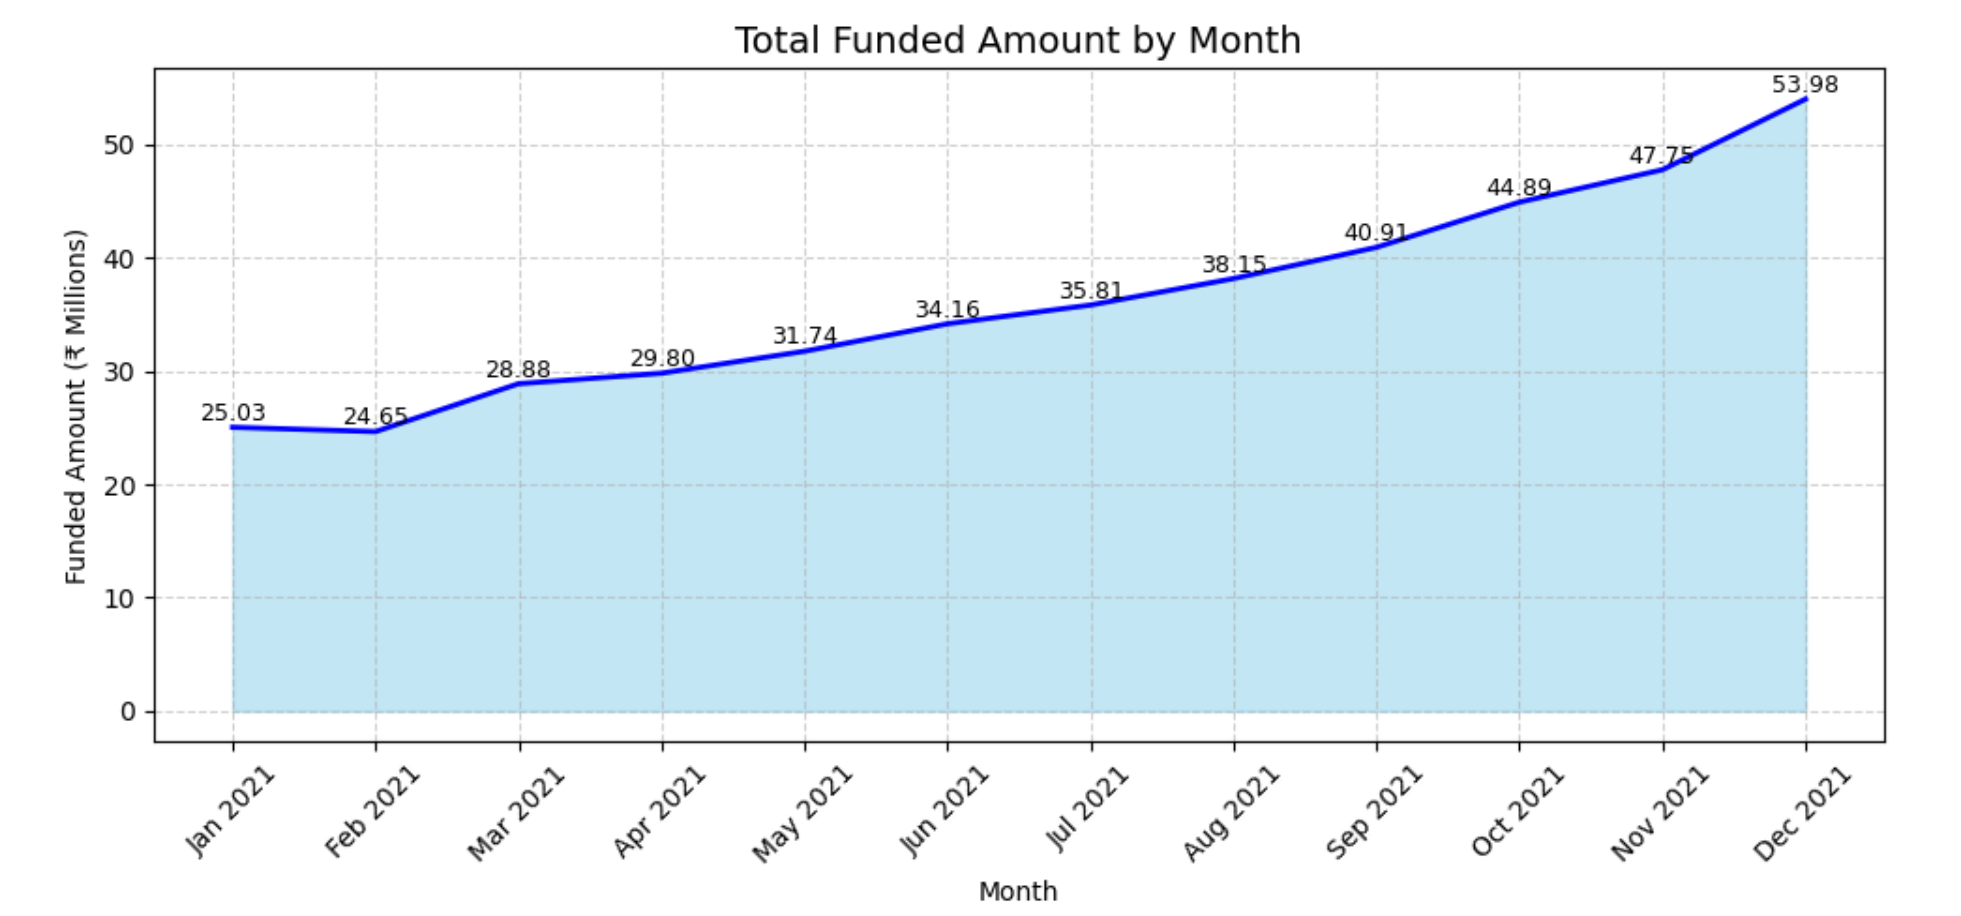 Total Funded Amount by Month
Funded Amount (₹ Millions)
50
40
30
20
10
0
25.03
24.65
28.88
29.80
31.74
34.16
35.81
38.15
40.91
44.89
47.75
53.98
Jan 2021
Feb 2021
Mar 2021
Apr 2021
May 2021
Jun 2021
Jul 2021
Aug 2021
Sep 2021
Oct 2021
Nov 2021
Dec 2021
Month